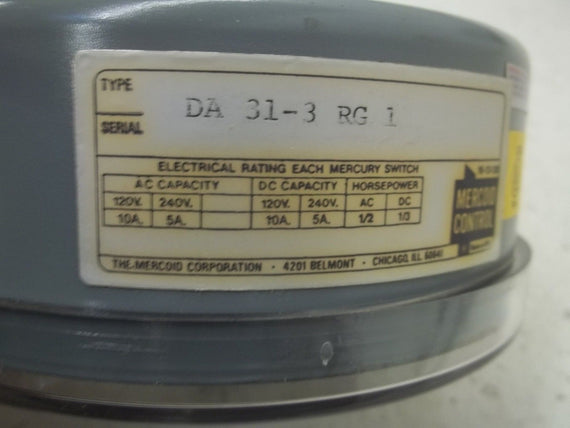 TYPE
DA 31-3 RG 1
SERIAL
ELECTRICAL RATING EACH MERCURY SWITCH
AC CAPACITY DC CAPACITY HORSEPOWER
120V. 240V. 120V. 240V. AC DC
10A. 5A. 10A. 5A. 1/2 1/3
MERCOID
CONTROL
THE MERCOID CORPORATION · 4201 BELMONT · CHICAGO, ILL 60641